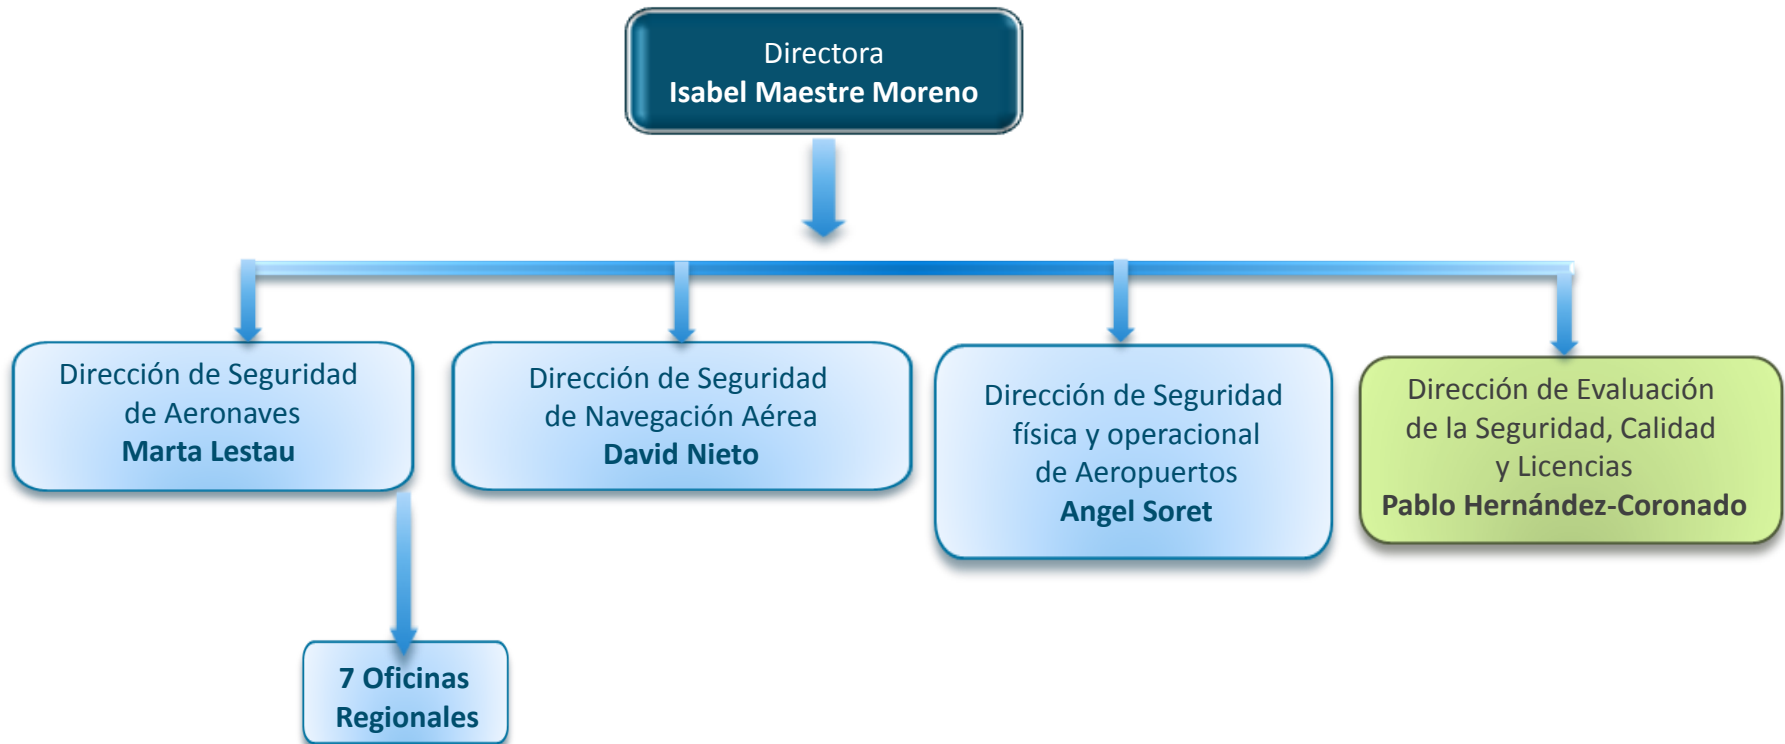 Directora
Isabel Maestre Moreno
Dirección de Seguridad
de Aeronaves
Marta Lestau
Dirección de Seguridad
de Navegación Aérea
David Nieto
Dirección de Seguridad
física y operacional
de Aeropuertos
Angel Soret
Dirección de Evaluación
de la Seguridad, Calidad
y Licencias
Pablo Hernández-Coronado
7 Oficinas
Regionales